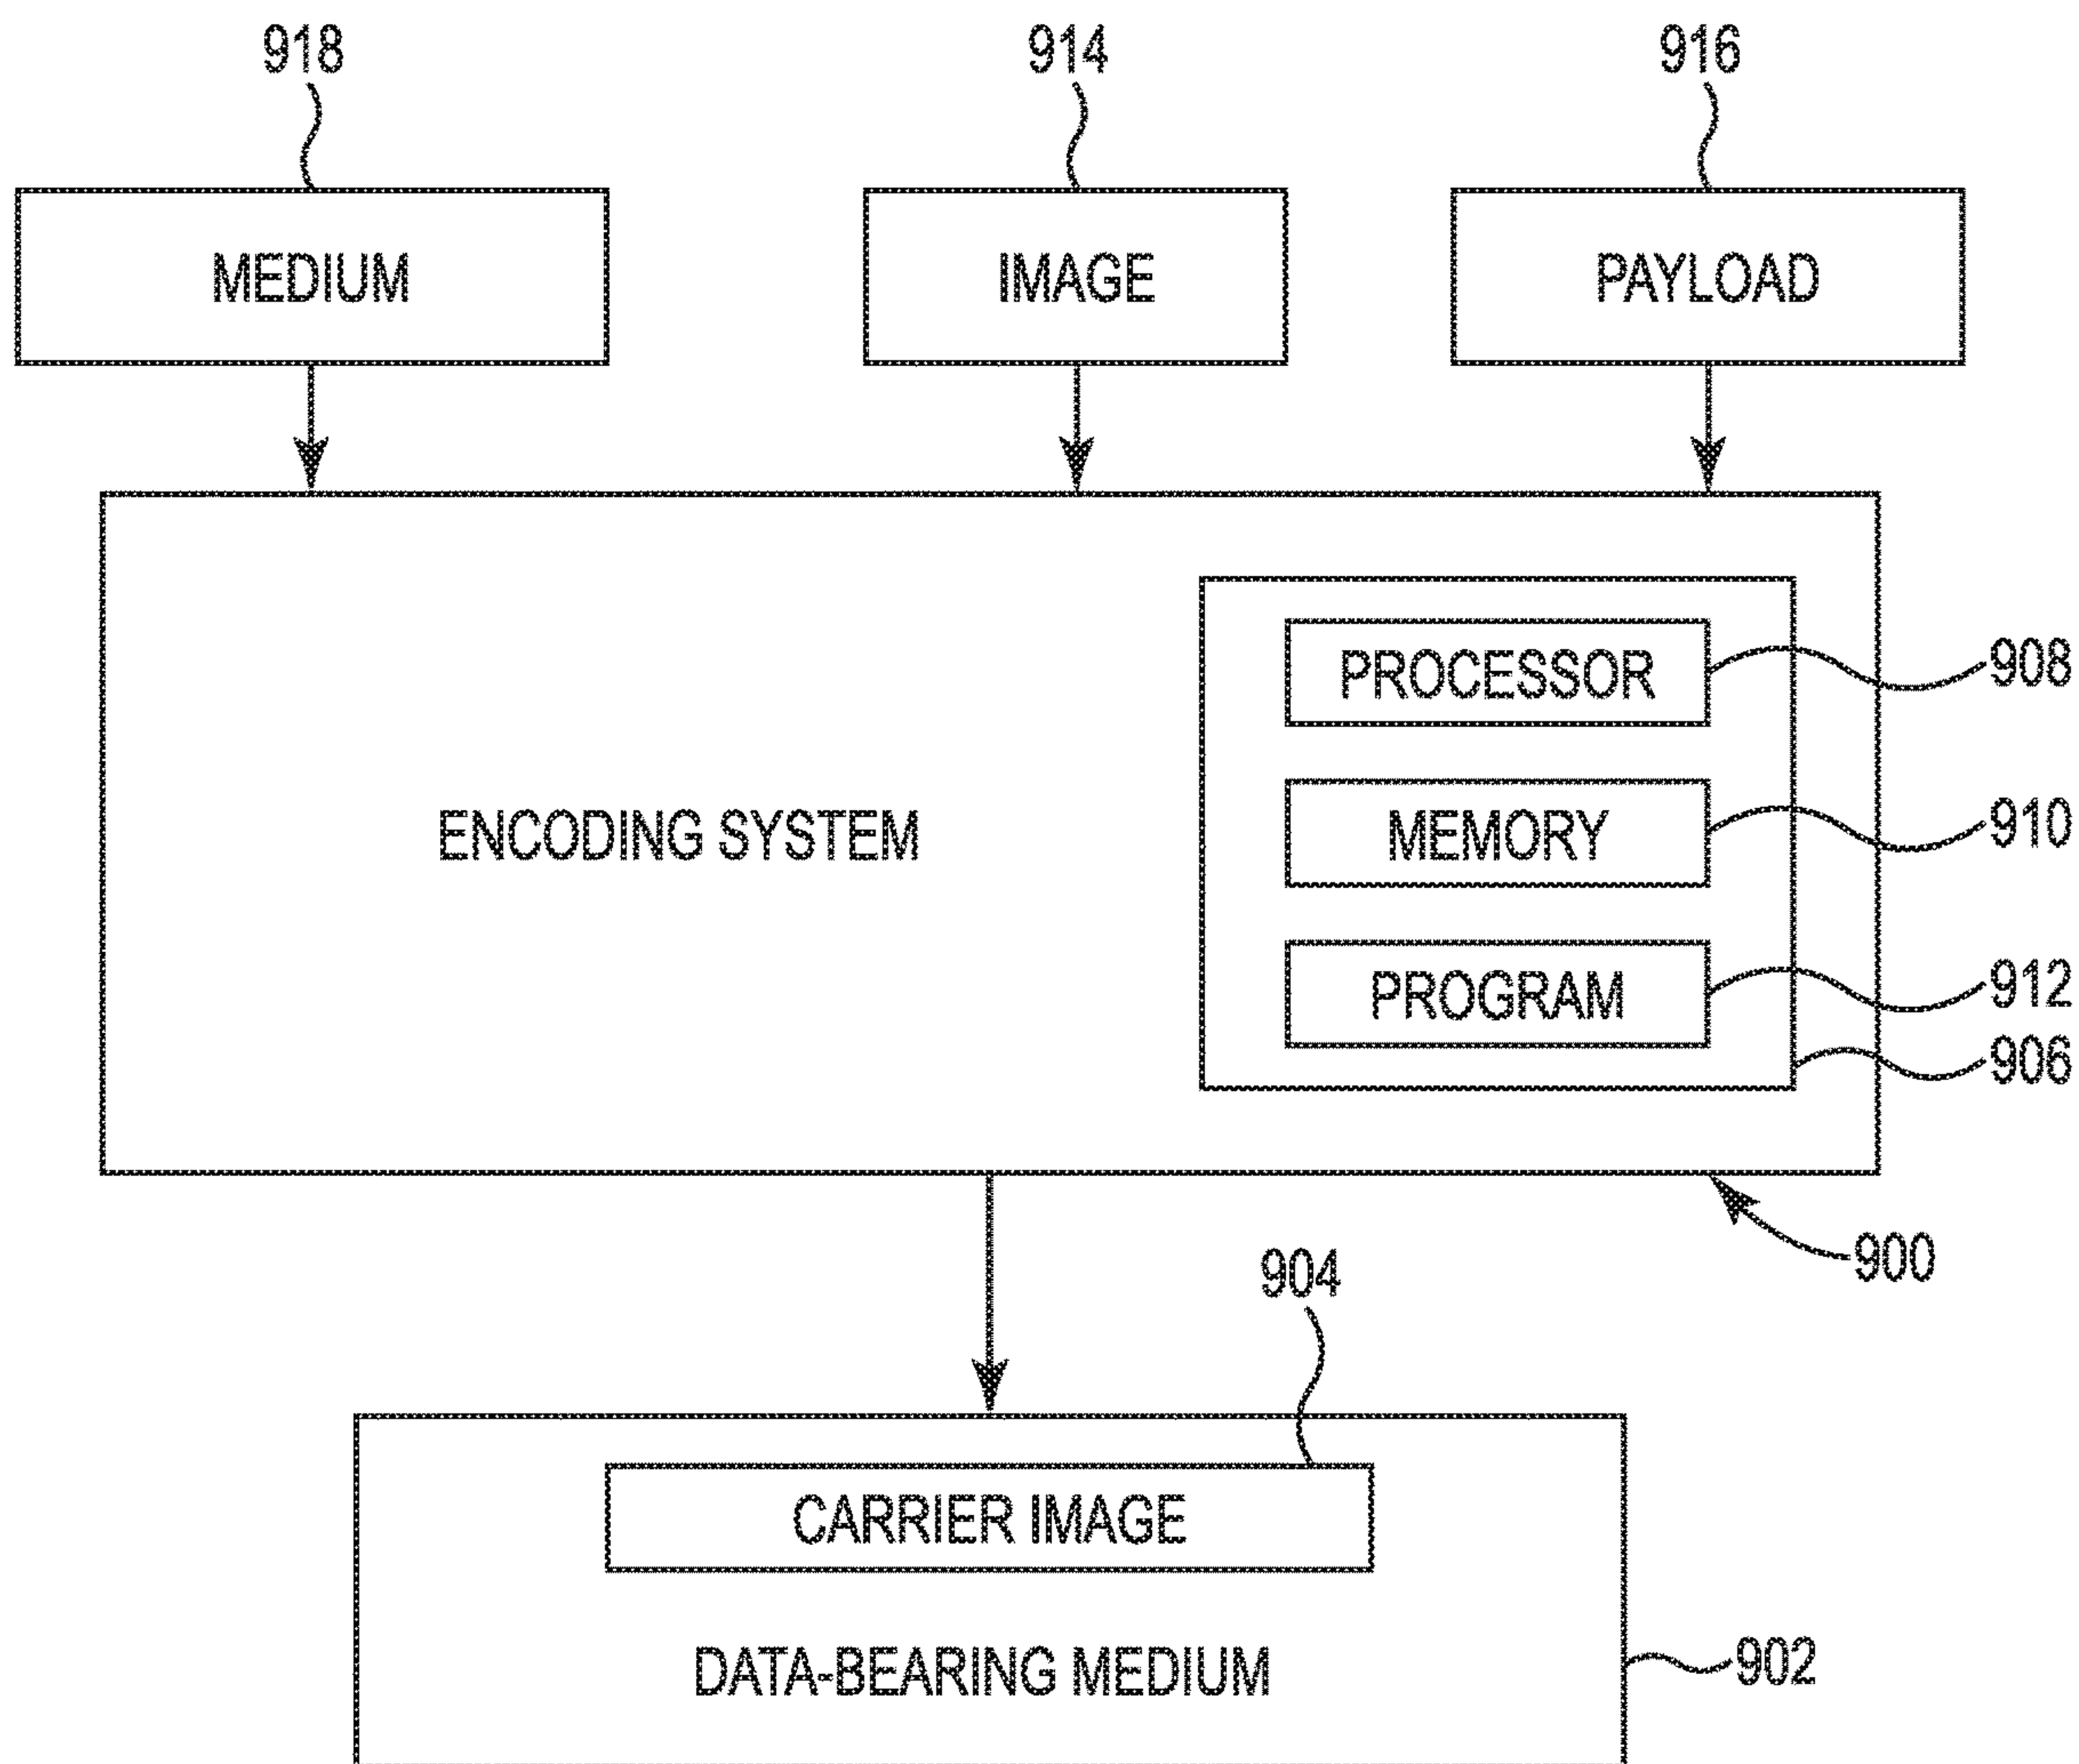 918
914
916
MEDIUM
IMAGE
PAYLOAD
PROCESSOR
908
ENCODING SYSTEM
MEMORY
910
PROGRAM
912
906
900
904
CARRIER IMAGE
DATA-BEARING MEDIUM
902